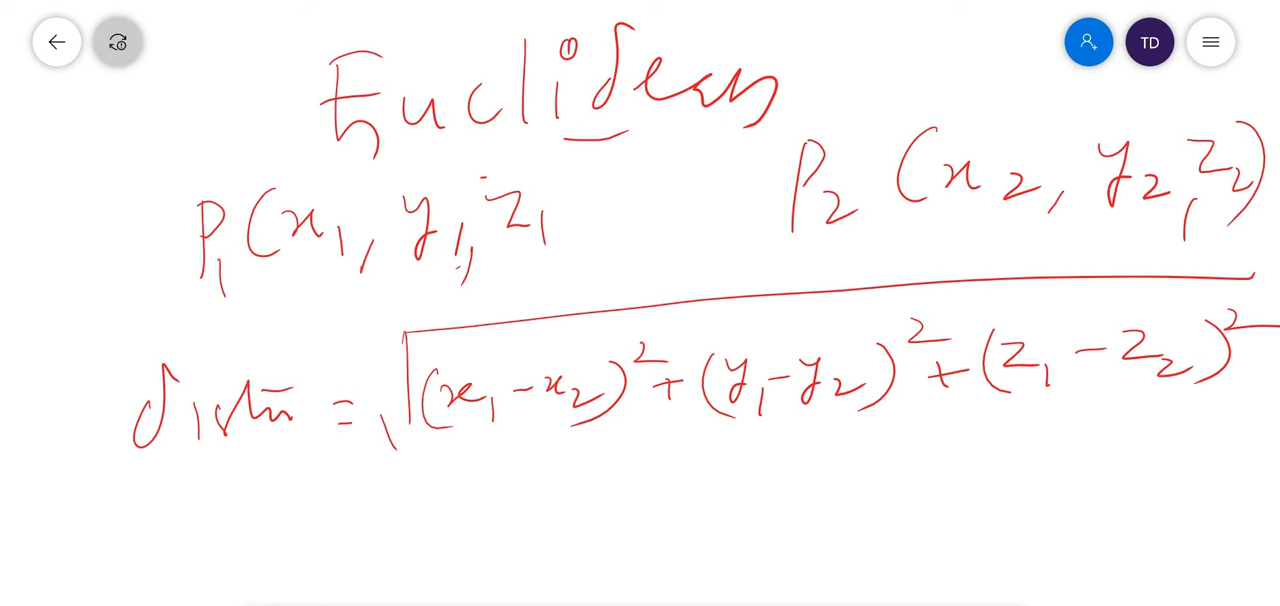 TD
Euclidean
P₁(x₁, y₁, z₁
P₂ (x₂, y₂, z₂)
= √(x₁-x₂)² + (y₁-y₂)² + (z₁-z₂)²